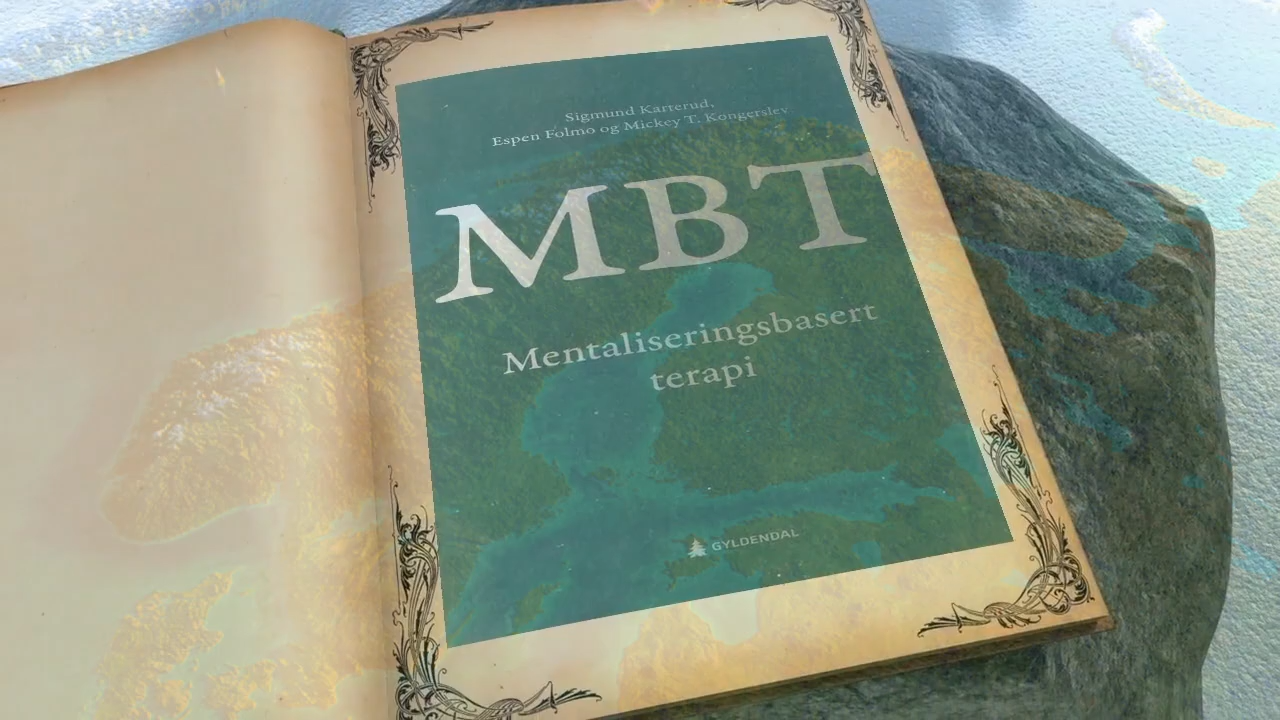 Sigmund Karterud,
Espen Folmo og Mickey T. Kongerslev
MBT
Mentaliseringsbasert
terapi
GYLDENDAL